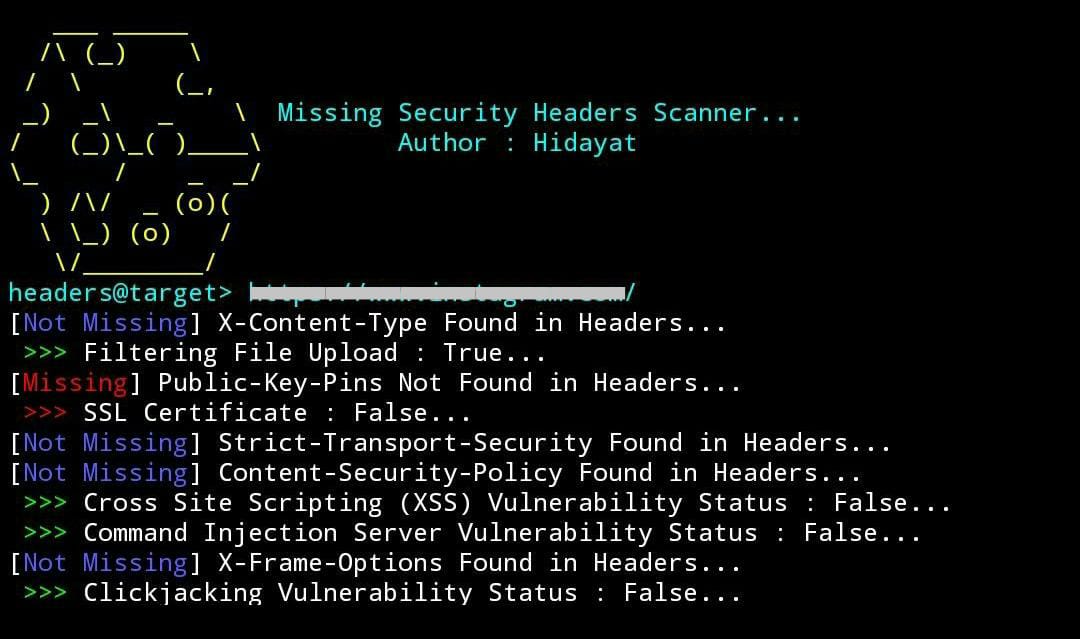 Missing Security Headers Scanner...
Author : Hidayat
headers@target>
[Not Missing] X-Content-Type Found in Headers...
>>> Filtering File Upload : True...
[Missing] Public-Key-Pins Not Found in Headers...
>>> SSL Certificate : False...
[Not Missing] Strict-Transport-Security Found in Headers...
[Not Missing] Content-Security-Policy Found in Headers...
>>> Cross Site Scripting (XSS) Vulnerability Status : False...
>>> Command Injection Server Vulnerability Status : False...
[Not Missing] X-Frame-Options Found in Headers...
>>> Clickjacking Vulnerability Status : False...